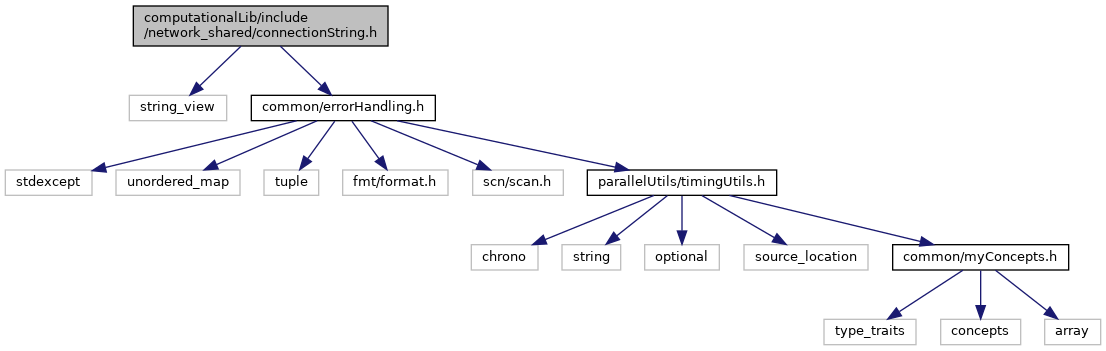 computationalLib/include
/network_shared/connectionString.h
string_view
common/errorHandling.h
stdexcept
unordered_map
tuple
fmt/format.h
scn/scan.h
parallelUtils/timingUtils.h
chrono
string
optional
source_location
common/myConcepts.h
type_traits
concepts
array